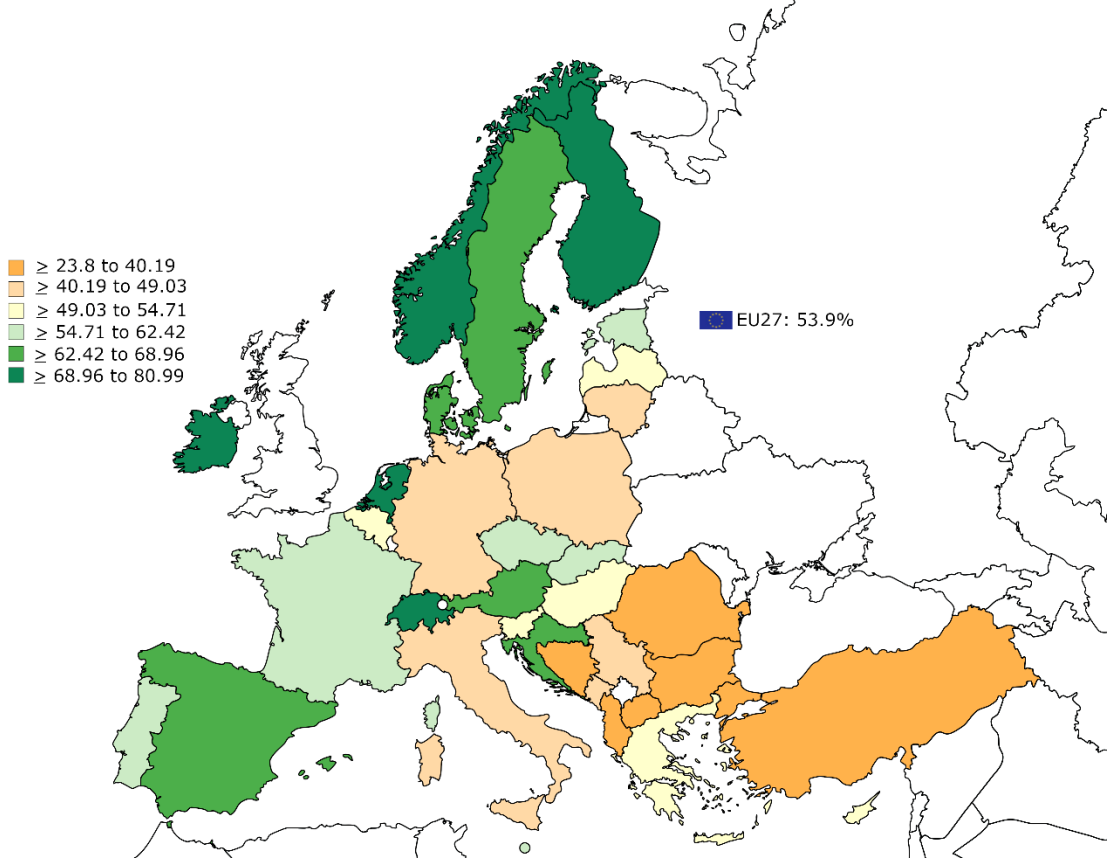 ≥ 23.8 to 40.19
≥ 40.19 to 49.03
≥ 49.03 to 54.71
≥ 54.71 to 62.42
≥ 62.42 to 68.96
≥ 68.96 to 80.99
EU27: 53.9%